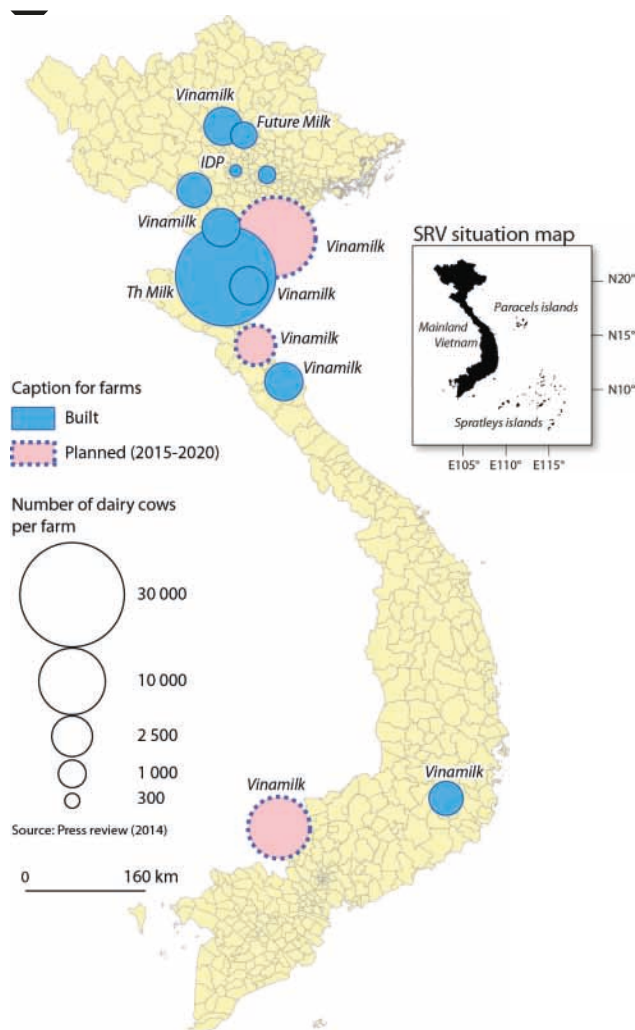 Vinamilk
Future Milk
IDP
Vinamilk
Vinamilk
Th Milk
Vinamilk
Vinamilk
Vinamilk
SRV situation map
N20°
Paracels islands
Mainland
Vietnam
N15°
N10°
Spratleys islands
E105° E110° E115°
Caption for farms
Built
Planned (2015-2020)
Number of dairy cows
per farm
30 000
10 000
2 500
1 000
300
Source: Press review (2014)
0 160 km
Vinamilk
Vinamilk